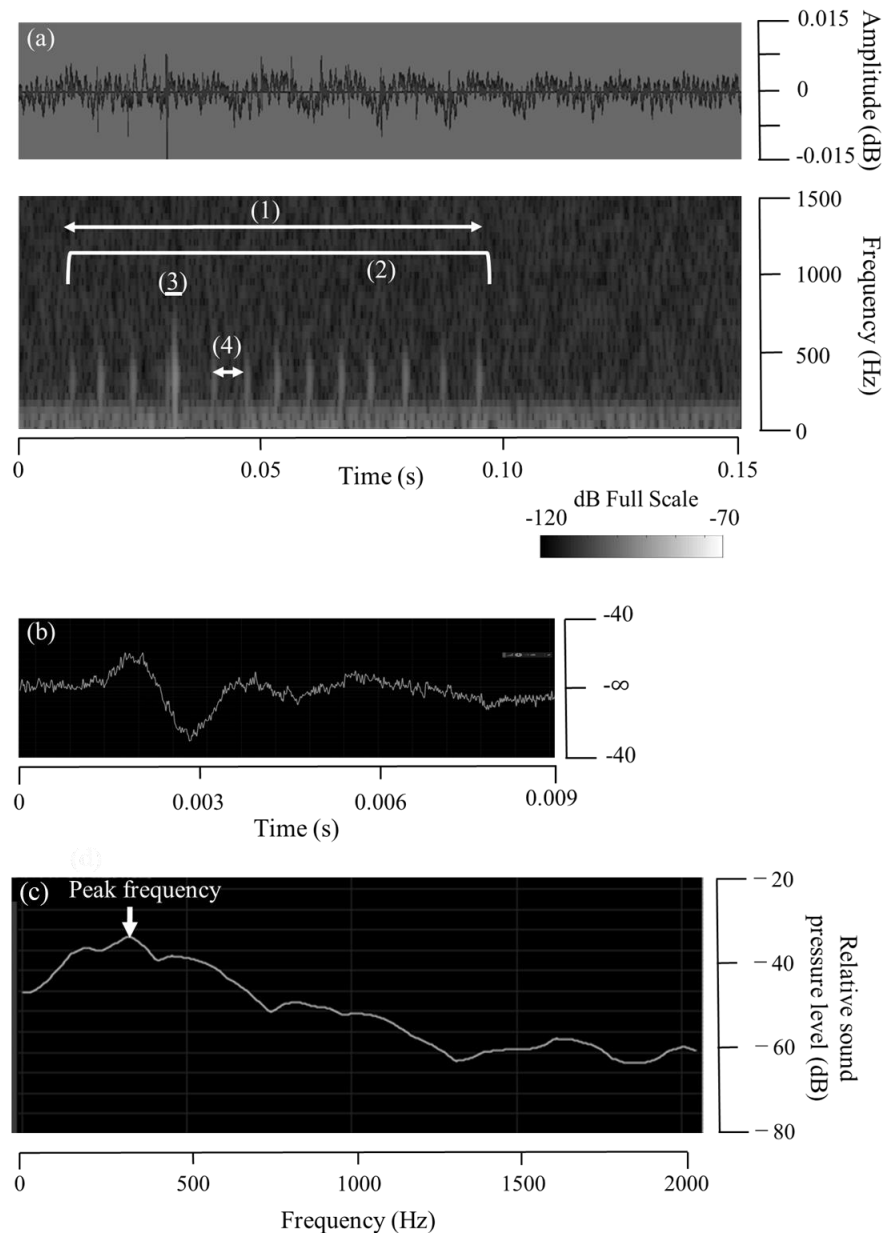 (a)
0.015
0
-0.015
Amplitude (dB)
(1)
(2)
(3)
(4)
1500
1000
500
0
Frequency (Hz)
0
0.05
0.10
0.15
Time (s)
dB Full Scale
-120
-70
(b)
-40
-∞
-40
0
0.003
0.006
0.009
Time (s)
(c)
Peak frequency
−20
−40
−60
−80
Relative sound
pressure level (dB)
0
500
1000
1500
2000
Frequency (Hz)